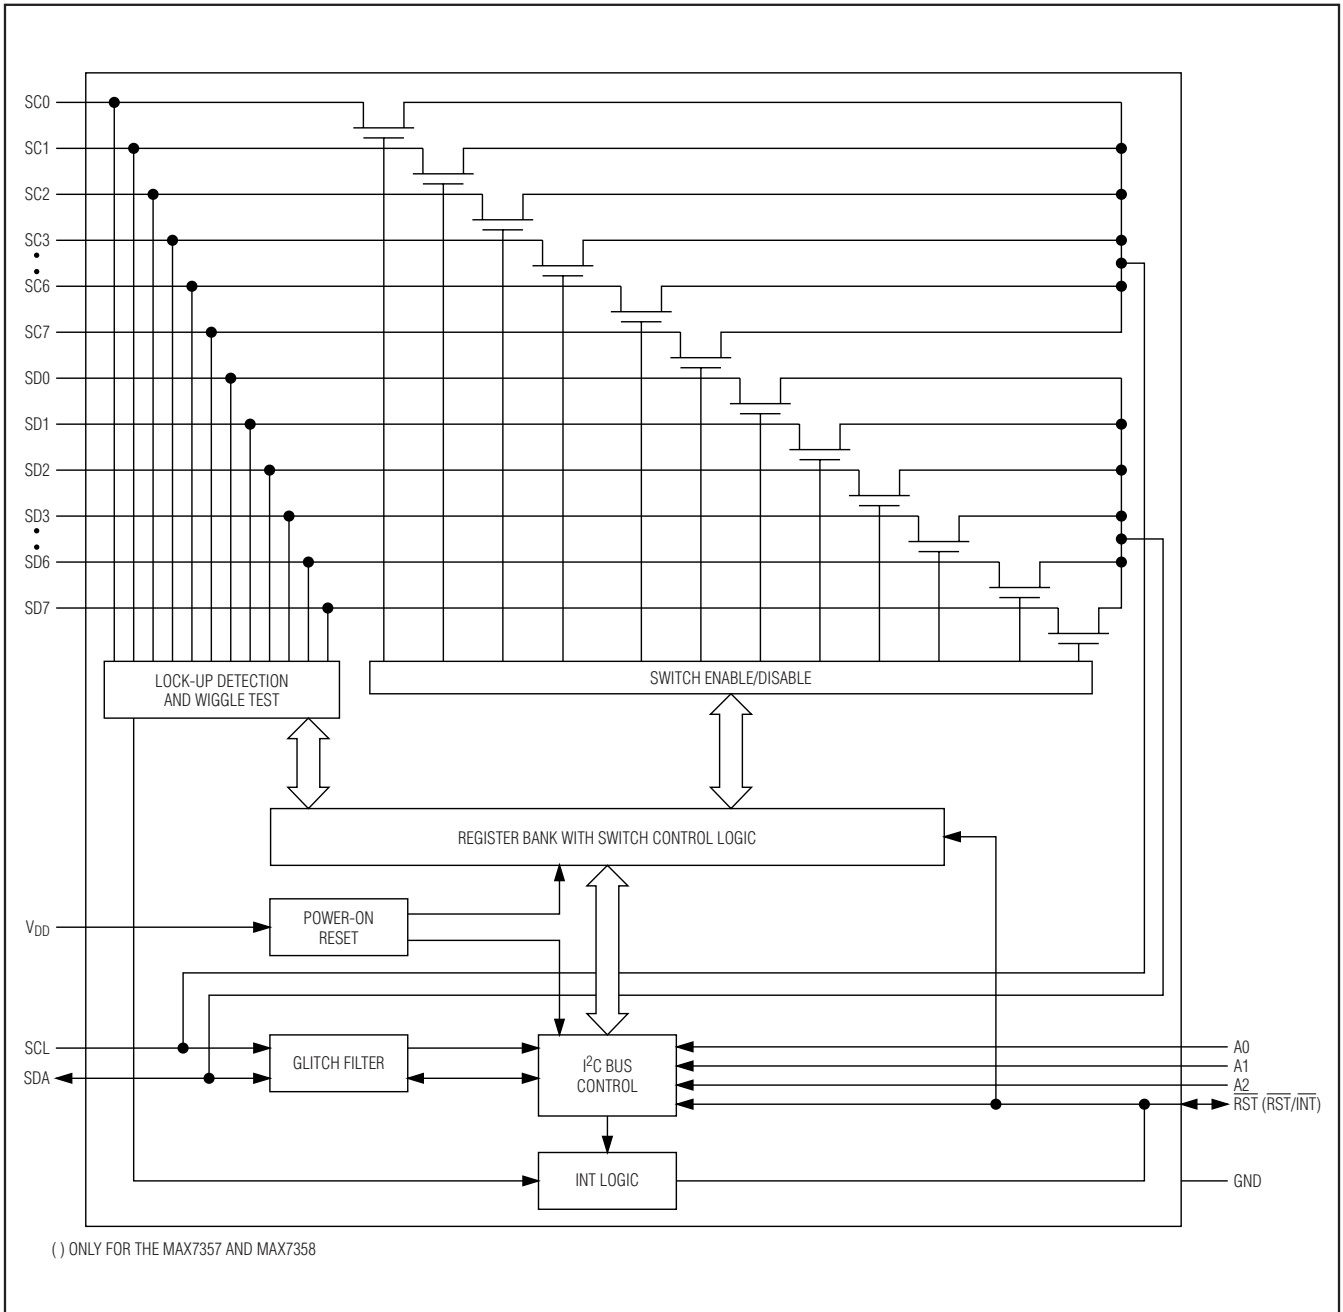 SC0
SC1
SC2
SC3
SC6
SC7
SD0
SD1
SD2
SD3
SD6
SD7
LOCK-UP DETECTION
AND WIGGLE TEST
SWITCH ENABLE/DISABLE
REGISTER BANK WITH SWITCH CONTROL LOGIC
VDD
POWER-ON
RESET
SCL
SDA
GLITCH FILTER
I²C BUS
CONTROL
A0
A1
A2
RST (RST/INT)
INT LOGIC
GND
( ) ONLY FOR THE MAX7357 AND MAX7358